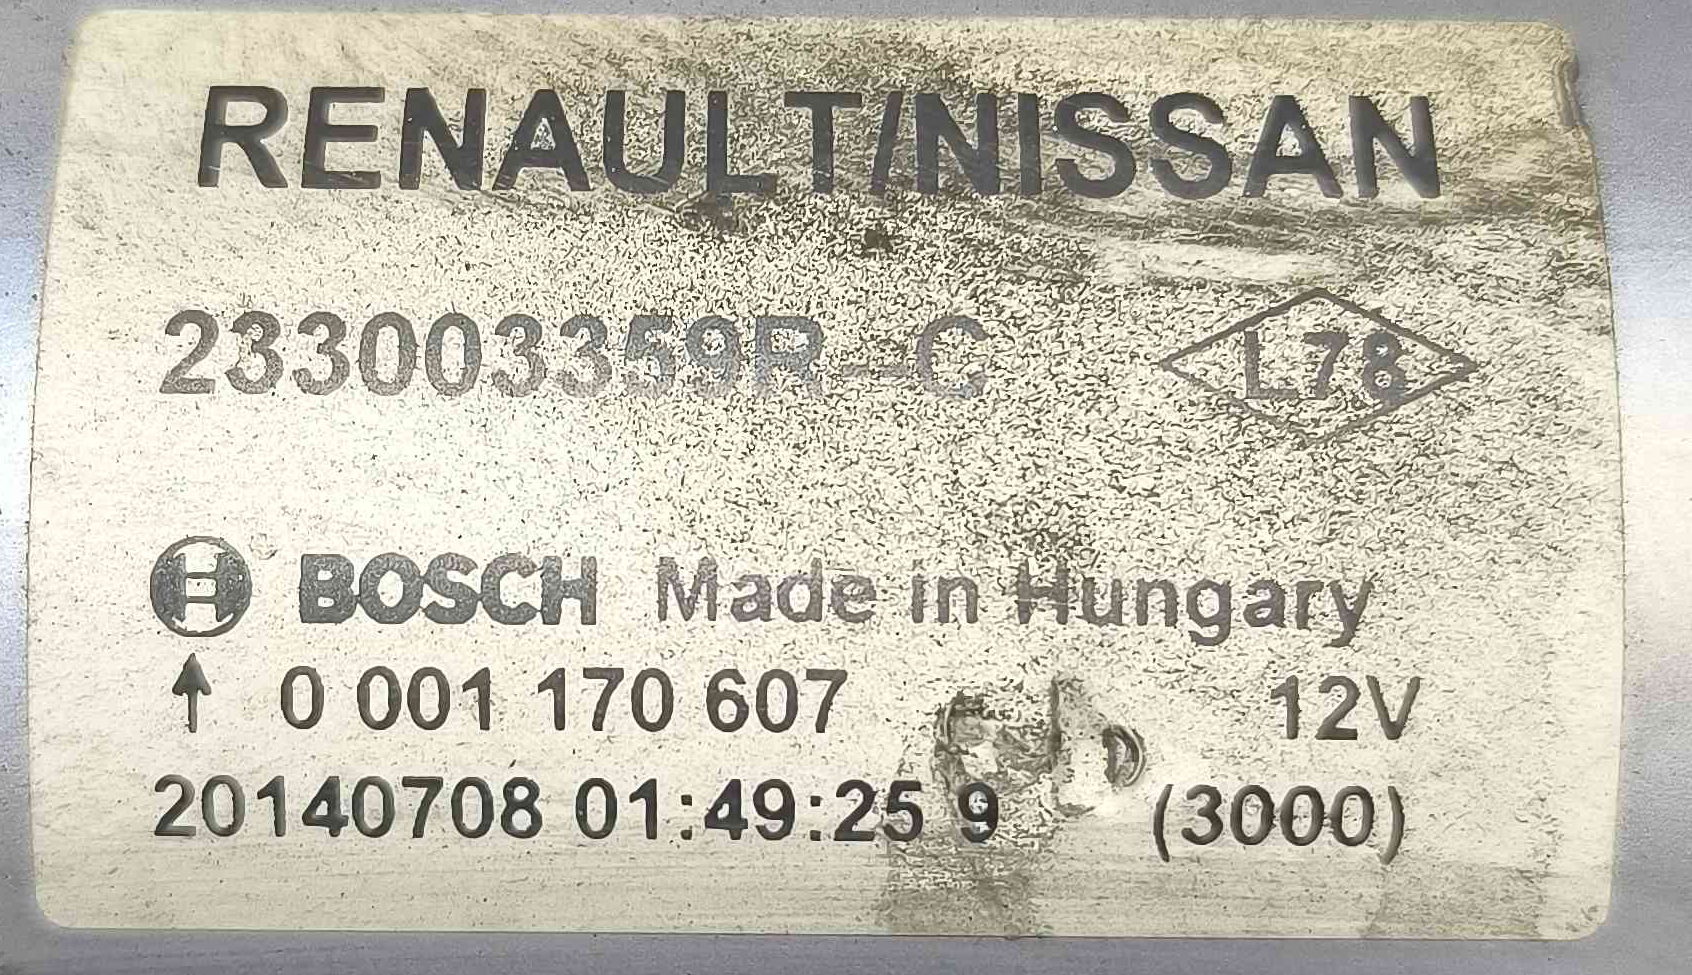 RENAULT/NISSAN
233003359R-C L78
BOSCH Made in Hungary
↑ 0 001 170 607 12V
20140708 01:49:25 9 (3000)